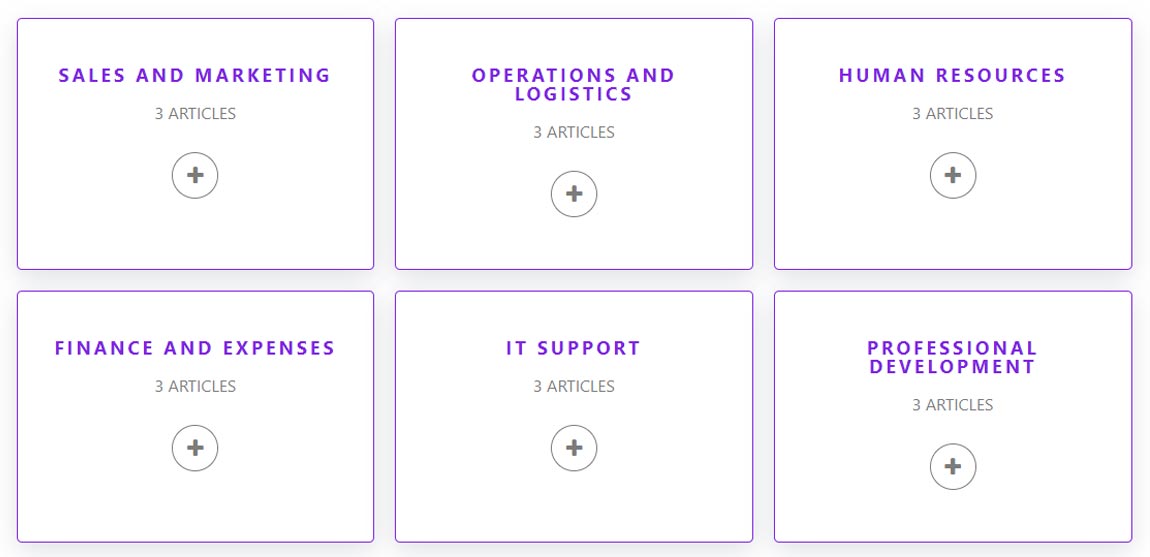 SALES AND MARKETING
3 ARTICLES
OPERATIONS AND
LOGISTICS
3 ARTICLES
HUMAN RESOURCES
3 ARTICLES
FINANCE AND EXPENSES
3 ARTICLES
IT SUPPORT
3 ARTICLES
PROFESSIONAL
DEVELOPMENT
3 ARTICLES